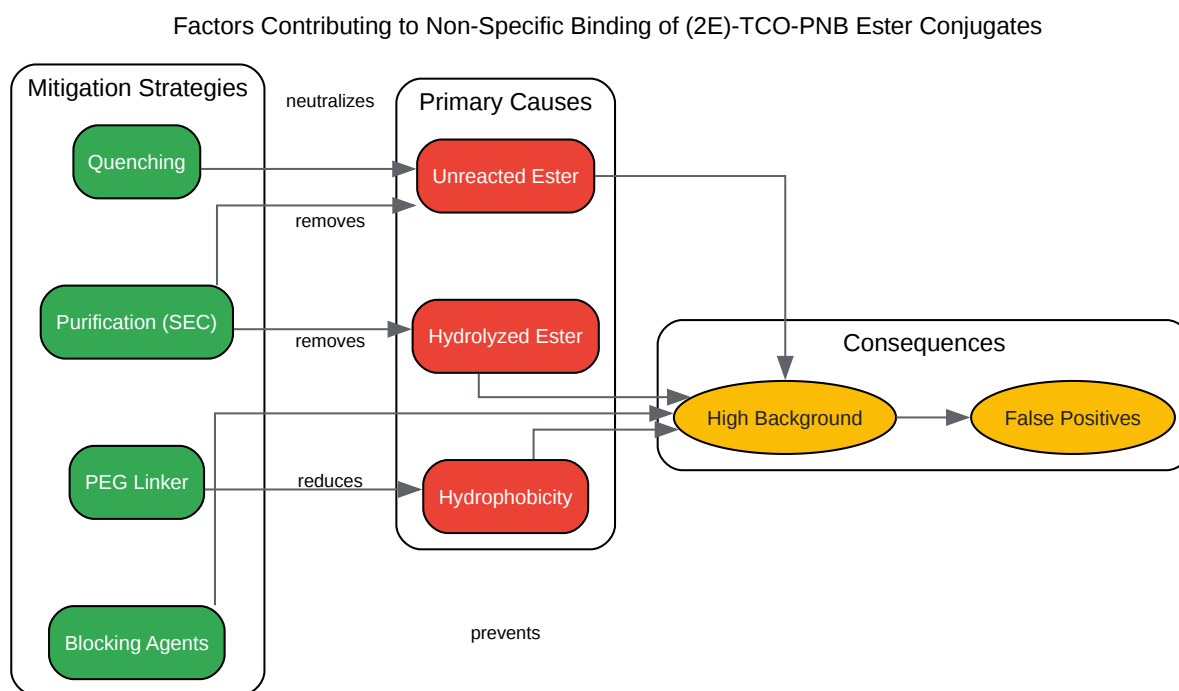 Factors Contributing to Non-Specific Binding of (2E)-TCO-PNB Ester Conjugates
Mitigation Strategies
neutralizes
Primary Causes
Quenching
Unreacted Ester
removes
Purification (SEC)
Hydrolyzed Ester
removes
Consequences
High Background
False Positives
PEG Linker
reduces
Hydrophobicity
Blocking Agents
prevents